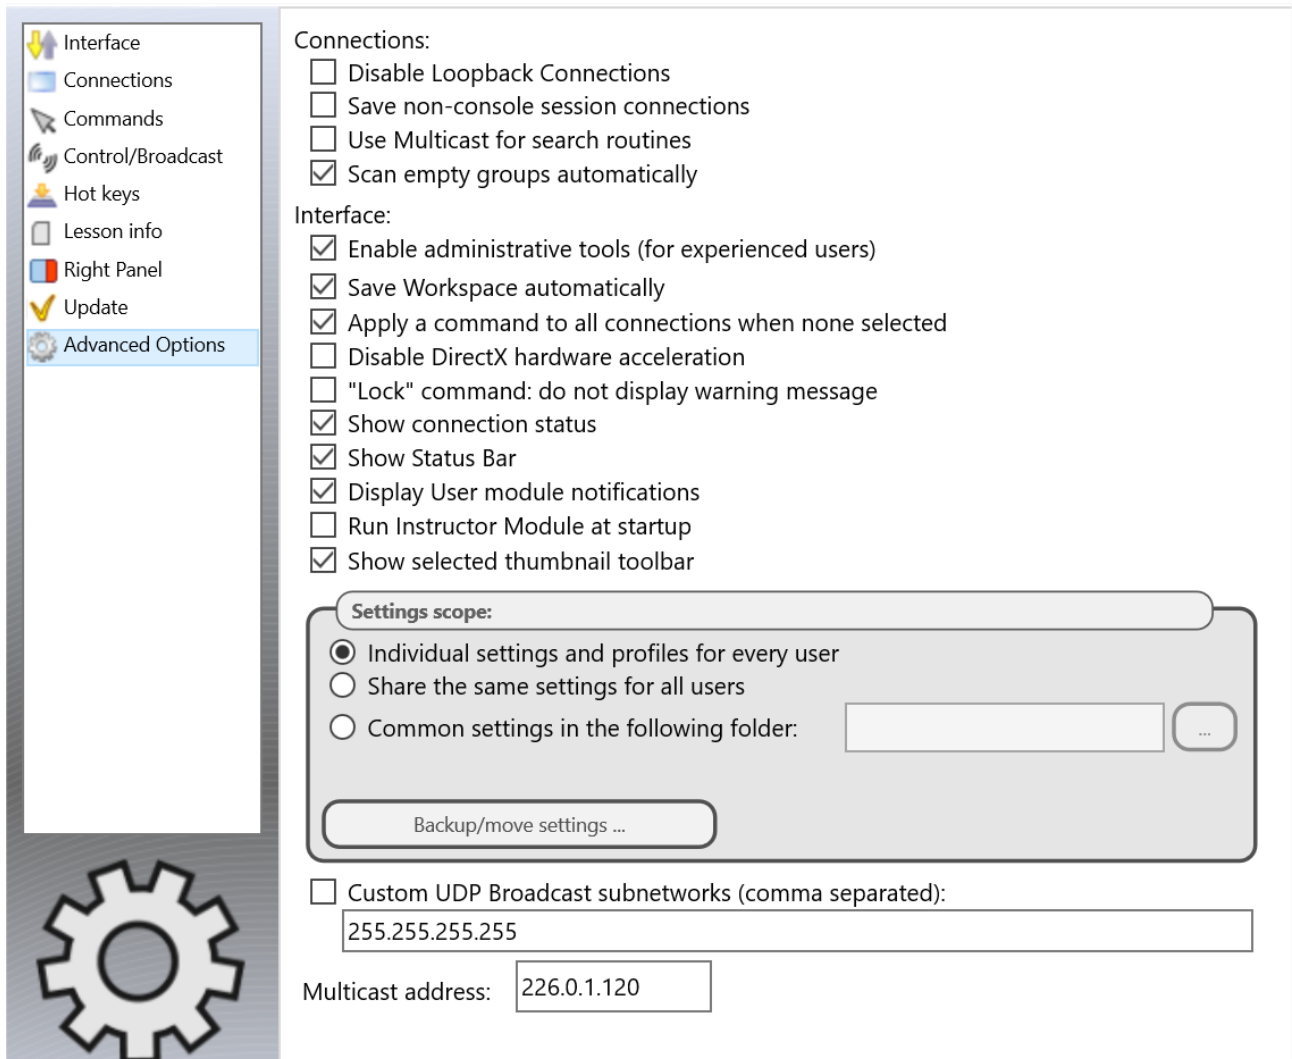 Interface
Connections
Commands
Control/Broadcast
Hot keys
Lesson info
Right Panel
Update
Advanced Options
Connections:
Disable Loopback Connections
Save non-console session connections
Use Multicast for search routines
Scan empty groups automatically
Interface:
Enable administrative tools (for experienced users)
Save Workspace automatically
Apply a command to all connections when none selected
Disable DirectX hardware acceleration
"Lock" command: do not display warning message
Show connection status
Show Status Bar
Display User module notifications
Run Instructor Module at startup
Show selected thumbnail toolbar
Settings scope:
Individual settings and profiles for every user
Share the same settings for all users
Common settings in the following folder:
...
Backup/move settings ...
Custom UDP Broadcast subnetworks (comma separated):
255.255.255.255
Multicast address: 226.0.1.120